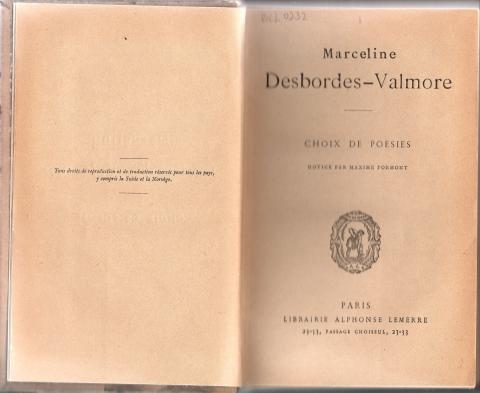 Tous droits de reproduction et de traduction réservés pour tous les pays,
y compris la Suède et la Norvège.
Marceline
Desbordes-Valmore
CHOIX DE POÉSIES
NOTICE PAR MAXIME FORMONT
PARIS
LIBRAIRIE ALPHONSE LEMERRE
23-33, PASSAGE CHOISEUL, 23-33